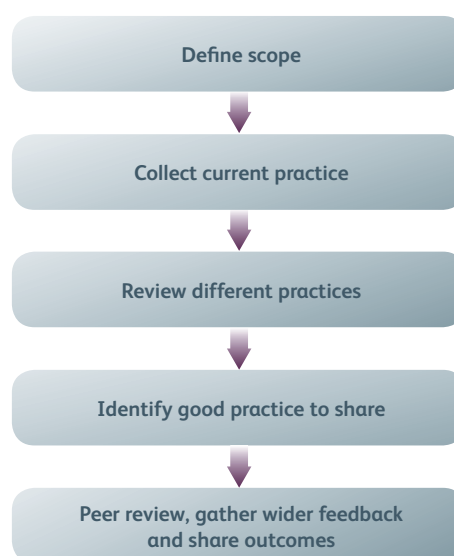 Define scope
Collect current practice
Review different practices
Identify good practice to share
Peer review, gather wider feedback
and share outcomes